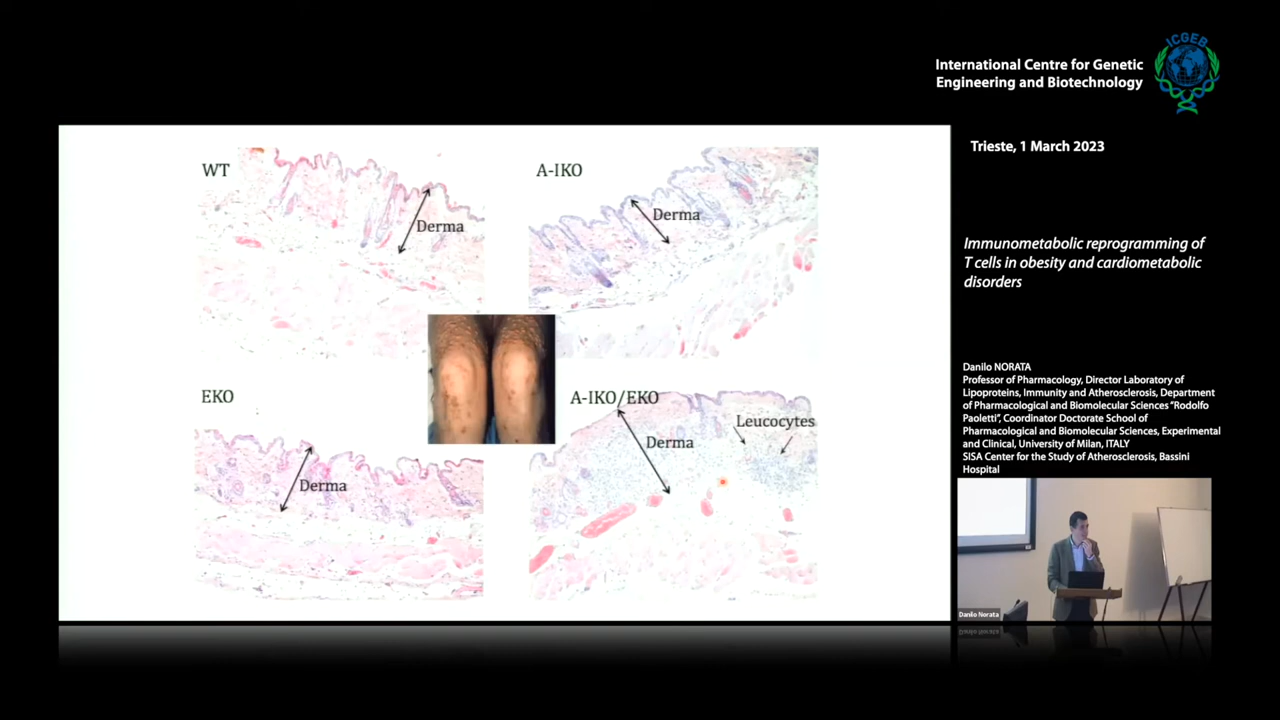 ICGEB
International Centre for Genetic
Engineering and Biotechnology
Trieste, 1 March 2023
WT
Derma
A-IKO
Derma
EKO
Derma
A-IKO/EKO
Leucocytes
Derma
Immunometabolic reprogramming of
T cells in obesity and cardiometabolic
disorders
Danilo NORATA
Professor of Pharmacology, Director Laboratory of
Lipoproteins, Immunity and Atherosclerosis, Department
of Pharmacological and Biomolecular Sciences “Rodolfo
Paoletti”, Coordinator Doctorate School of
Pharmacological and Biomolecular Sciences, Experimental
and Clinical, University of Milan, ITALY
SISA Center for the Study of Atherosclerosis, Bassini
Hospital
Danilo Norata